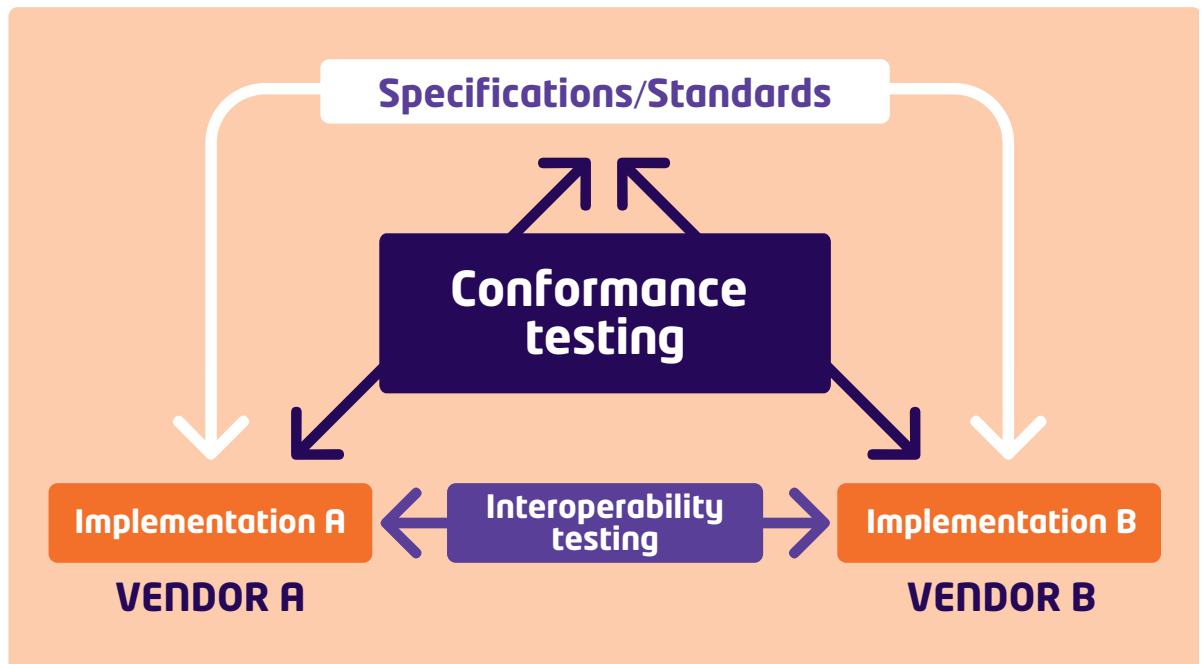 Specifications/Standards
Conformance
testing
Implementation A
Interoperability
testing
Implementation B
VENDOR A
VENDOR B